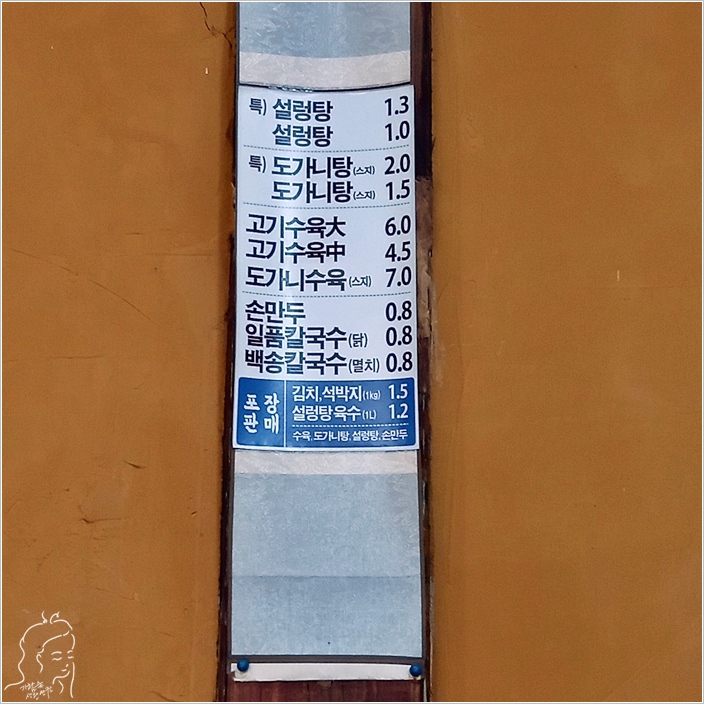 특) 설렁탕 1.3
설렁탕 1.0
특) 도가니탕 (스지) 2.0
도가니탕 (스지) 1.5
고기수육大 6.0
고기수육中 4.5
도가니수육 (스지) 7.0
손만두 0.8
일품칼국수 (닭) 0.8
백송칼국수 (멸치) 0.8
포장판매
김치, 석박지 (1kg) 1.5
설렁탕 육수 (1L) 1.2
수육, 도가니탕, 설렁탕, 손만두